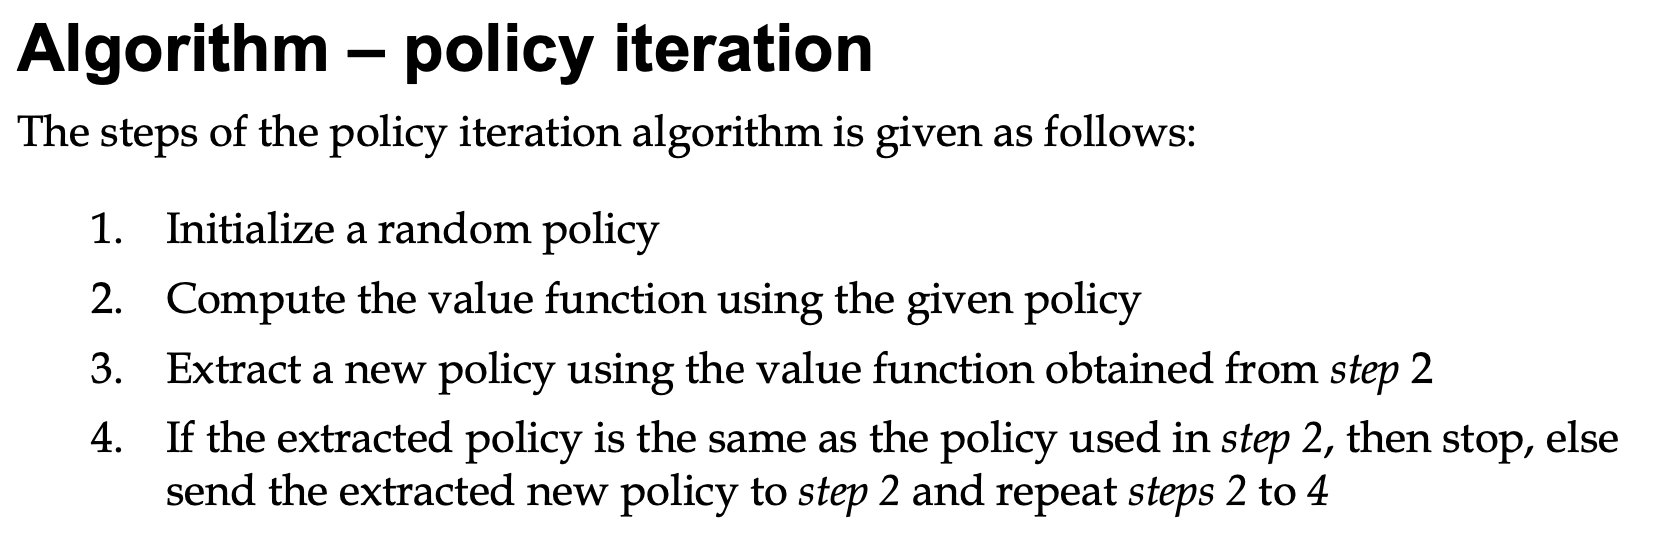 Algorithm – policy iteration
The steps of the policy iteration algorithm is given as follows:
1. Initialize a random policy
2. Compute the value function using the given policy
3. Extract a new policy using the value function obtained from step 2
4. If the extracted policy is the same as the policy used in step 2, then stop, else
send the extracted new policy to step 2 and repeat steps 2 to 4